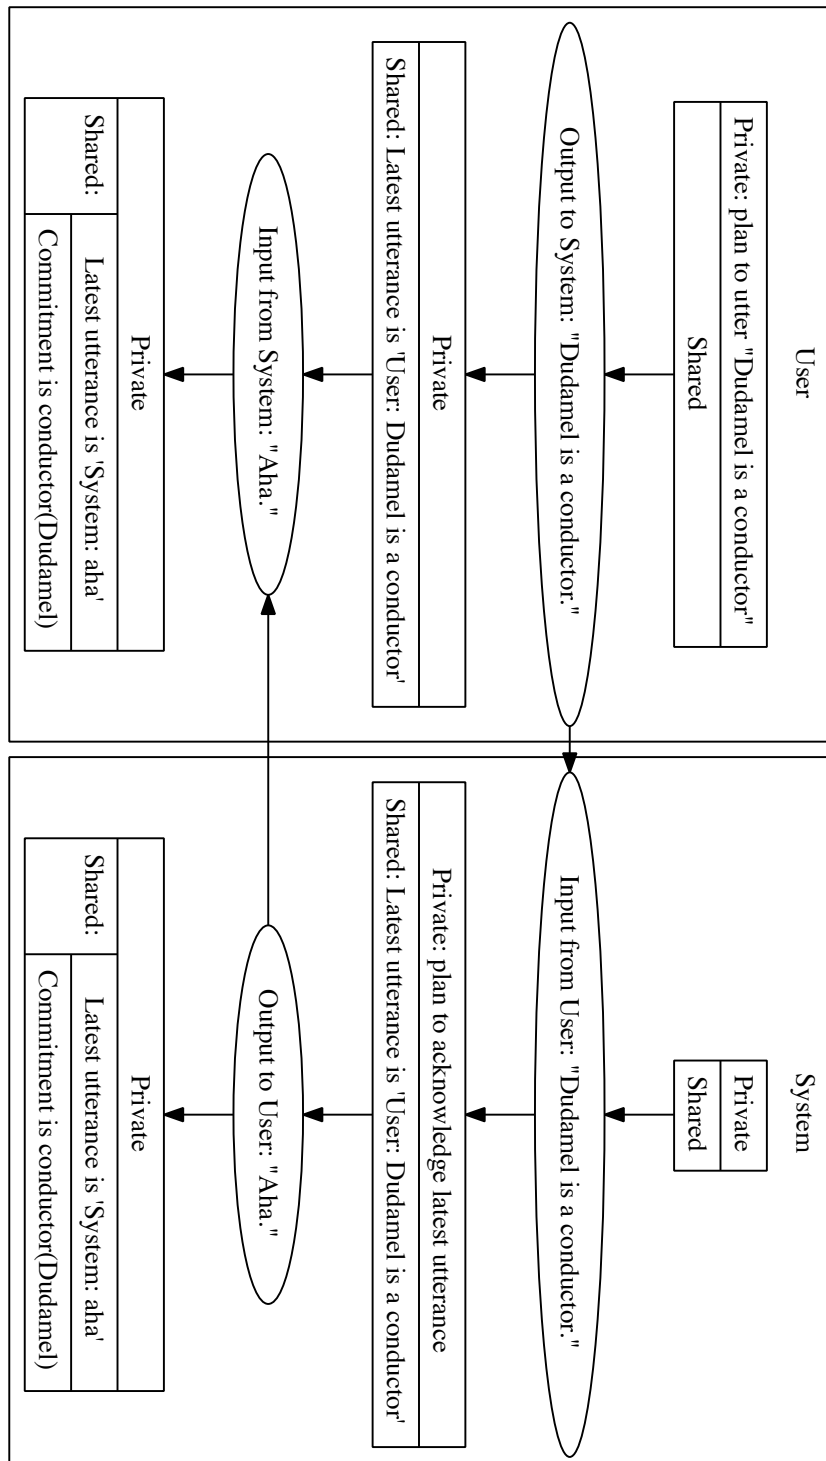 User
Private: plan to utter "Dudamel is a conductor"
Shared
Output to System: "Dudamel is a conductor."
Private
Shared: Latest utterance is 'User: Dudamel is a conductor'
Input from System: "Aha."
Private
Shared:
Latest utterance is 'System: aha'
Commitment is conductor(Dudamel)
System
Private
Shared
Input from User: "Dudamel is a conductor."
Private: plan to acknowledge latest utterance
Shared: Latest utterance is 'User: Dudamel is a conductor'
Output to User: "Aha."
Private
Shared:
Latest utterance is 'System: aha'
Commitment is conductor(Dudamel)